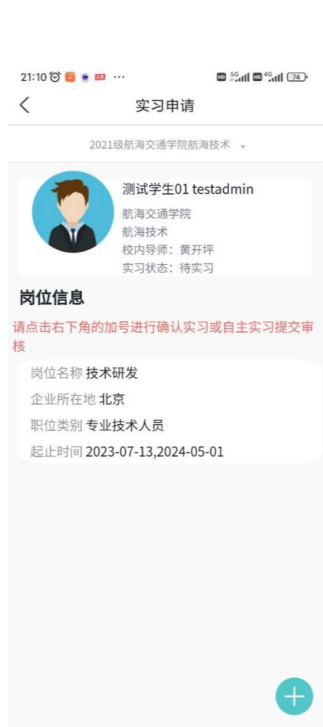 21:10
5G 4G 74
实习申请
2021级航海交通学院航海技术
测试学生01 testadmin
航海交通学院
航海技术
校内导师：黄开坪
实习状态：待实习
岗位信息
请点击右下角的加号进行确认实习或自主实习提交审
核
岗位名称 技术研发
企业所在地 北京
职位类别 专业技术人员
起止时间 2023-07-13,2024-05-01